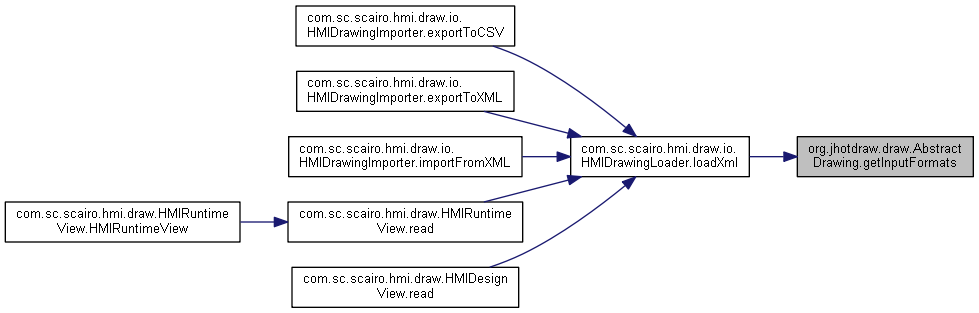 com.sc.scairo.hmi.draw.io.
HMIDrawingImporter.exportToCSV
com.sc.scairo.hmi.draw.io.
HMIDrawingImporter.exportToXML
com.sc.scairo.hmi.draw.io.
HMIDrawingImporter.importFromXML
com.sc.scairo.hmi.draw.io.
HMIDrawingLoader.loadXml
org.jhotdraw.draw.Abstract
Drawing.getInputFormats
com.sc.scairo.hmi.draw.HMIRuntime
View.HMIRuntimeView
com.sc.scairo.hmi.draw.HMIRuntime
View.read
com.sc.scairo.hmi.draw.HMIDesign
View.read